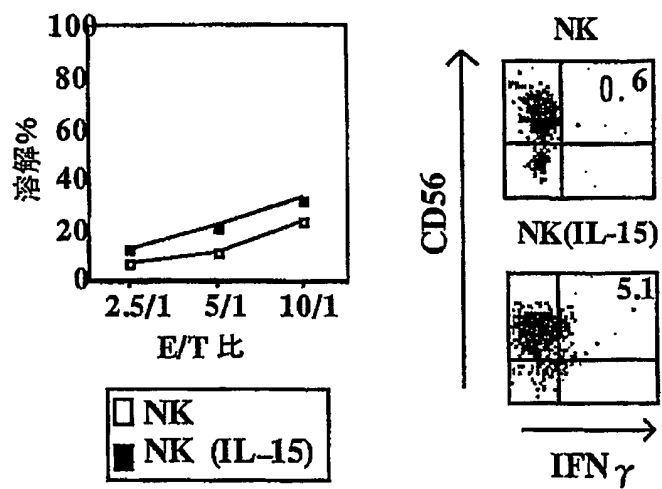 100
80
60
40
20
0
溶解%
2.5/1 5/1 10/1
E/T 比
NK
NK (IL-15)
NK
0.6
NK(IL-15)
5.1
CD56
IFNγ